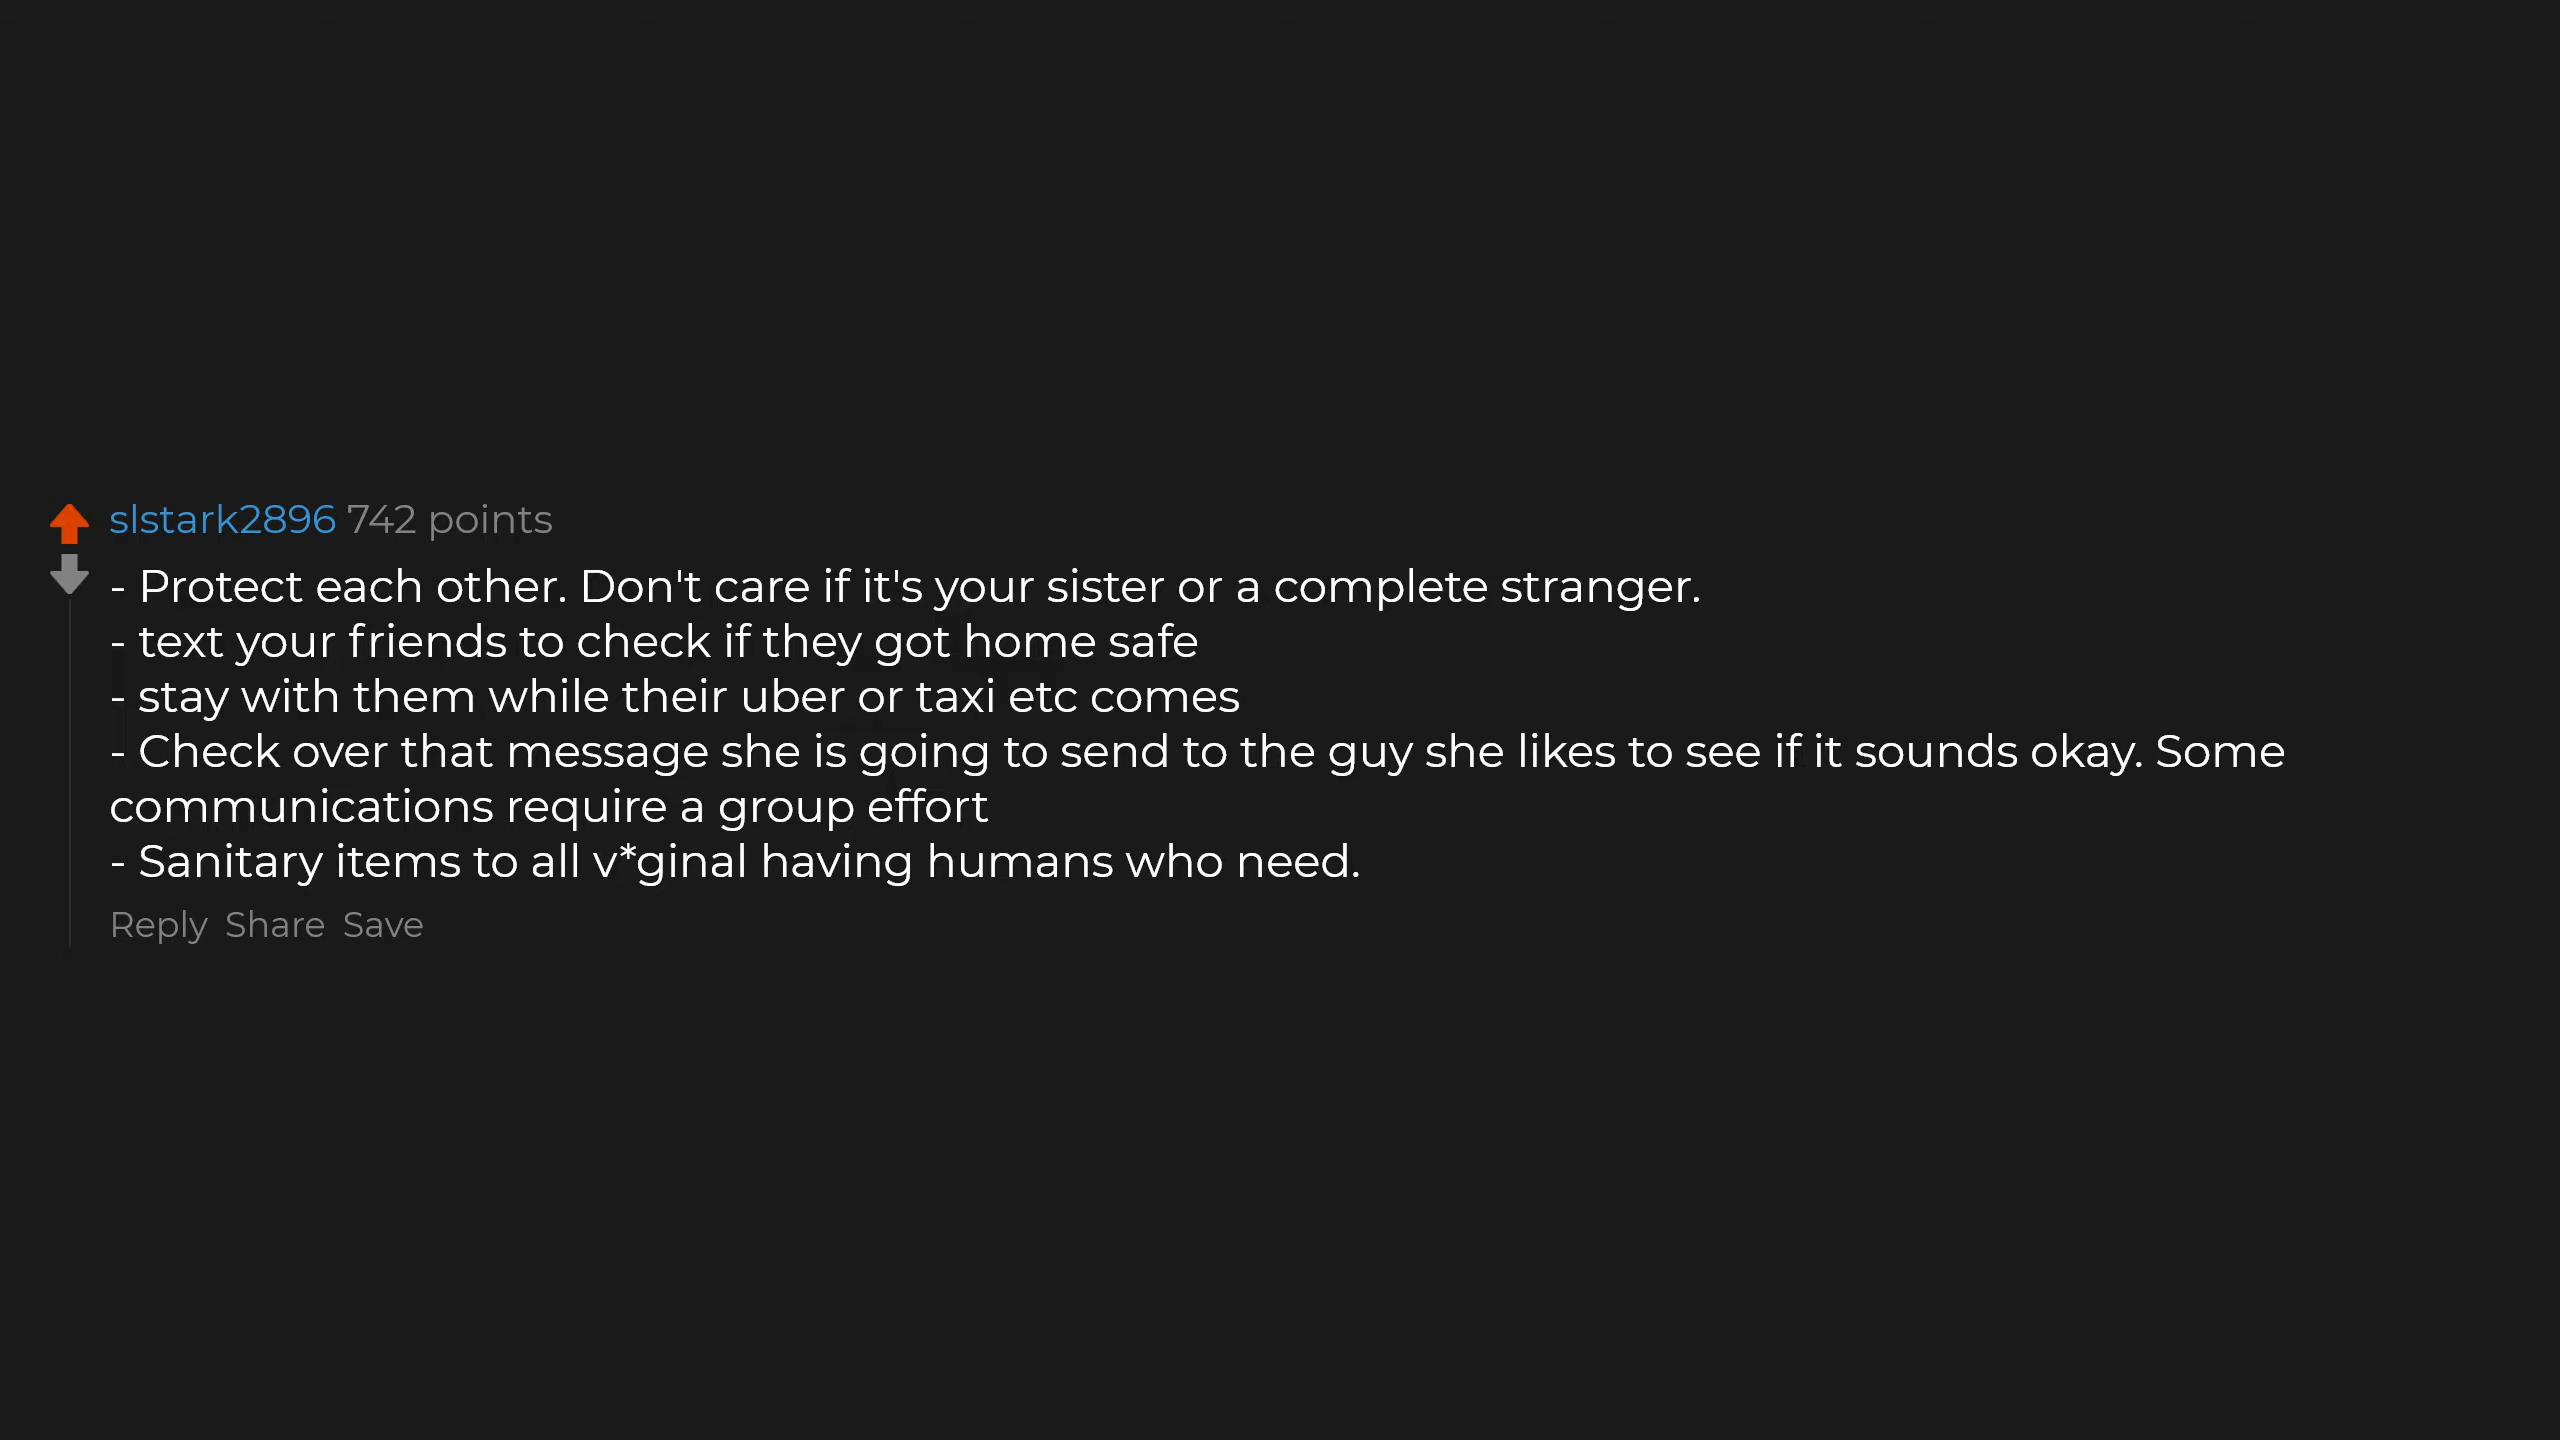 slstark2896 742 points
- Protect each other. Don't care if it's your sister or a complete stranger.
- text your friends to check if they got home safe
- stay with them while their uber or taxi etc comes
- Check over that message she is going to send to the guy she likes to see if it sounds okay. Some
communications require a group effort
- Sanitary items to all v*ginal having humans who need.
Reply Share Save